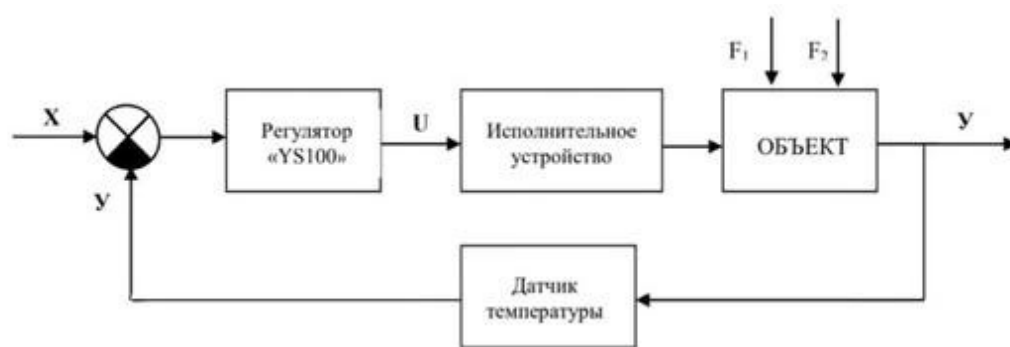 F₁
F₂
X
Регулятор
«YS100»
U
Исполнительное
устройство
ОБЪЕКТ
У
У
Датчик
температуры